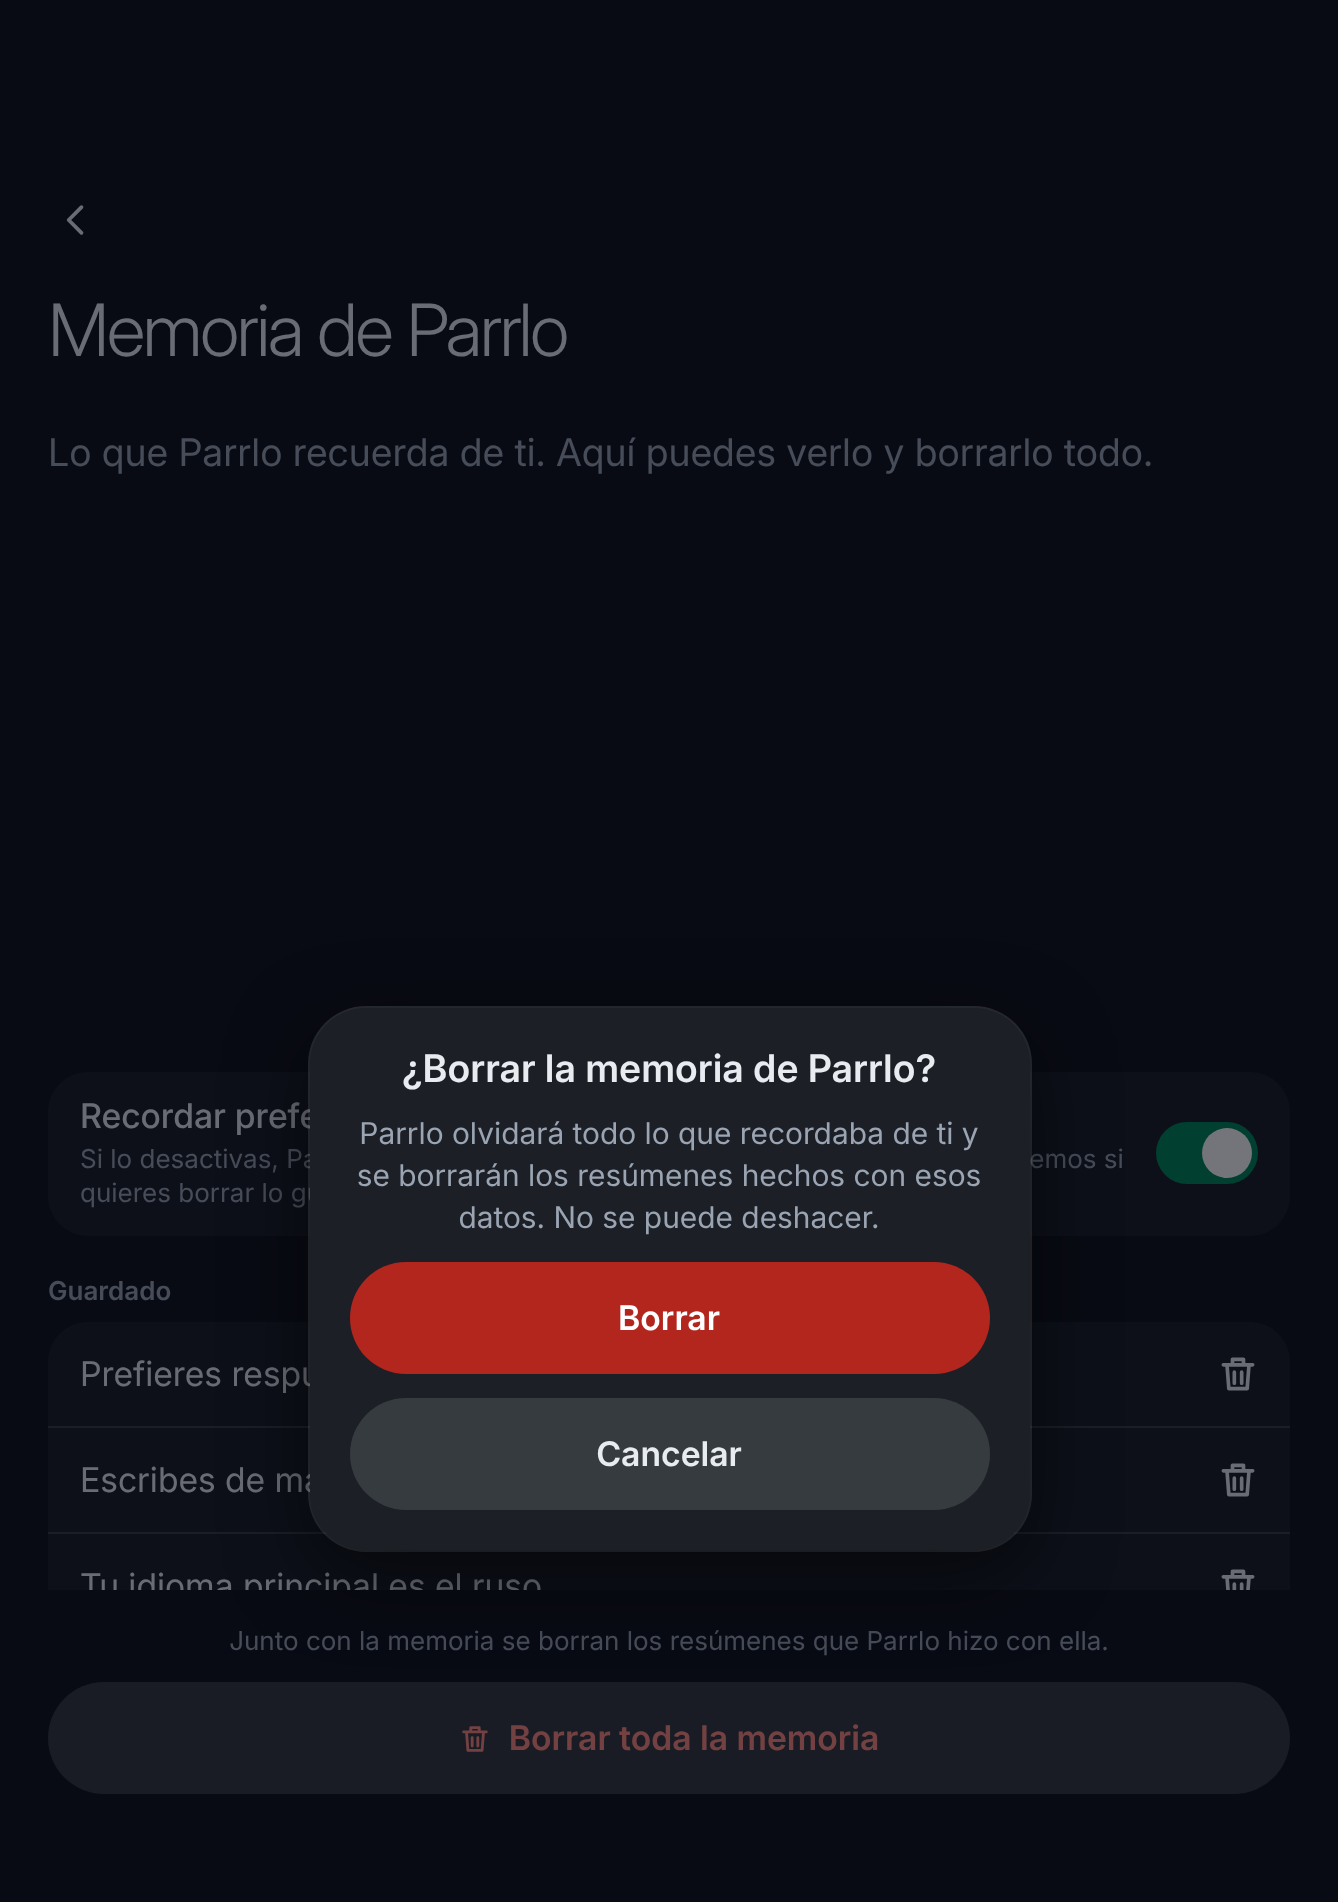 Memoria de Parrlo
Lo que Parrlo recuerda de ti. Aquí puedes verlo y borrarlo todo.
¿Borrar la memoria de Parrlo?
Parrlo olvidará todo lo que recordaba de ti y
se borrarán los resúmenes hechos con esos
datos. No se puede deshacer.
Borrar
Cancelar
Recordar
Si lo desactivas,
si
quieres borrar lo
Guardado
Prefieres
Escribes de
Tu idioma principal es el ruso
Junto con la memoria se borran los resúmenes que Parrlo hizo con ella.
Borrar toda la memoria